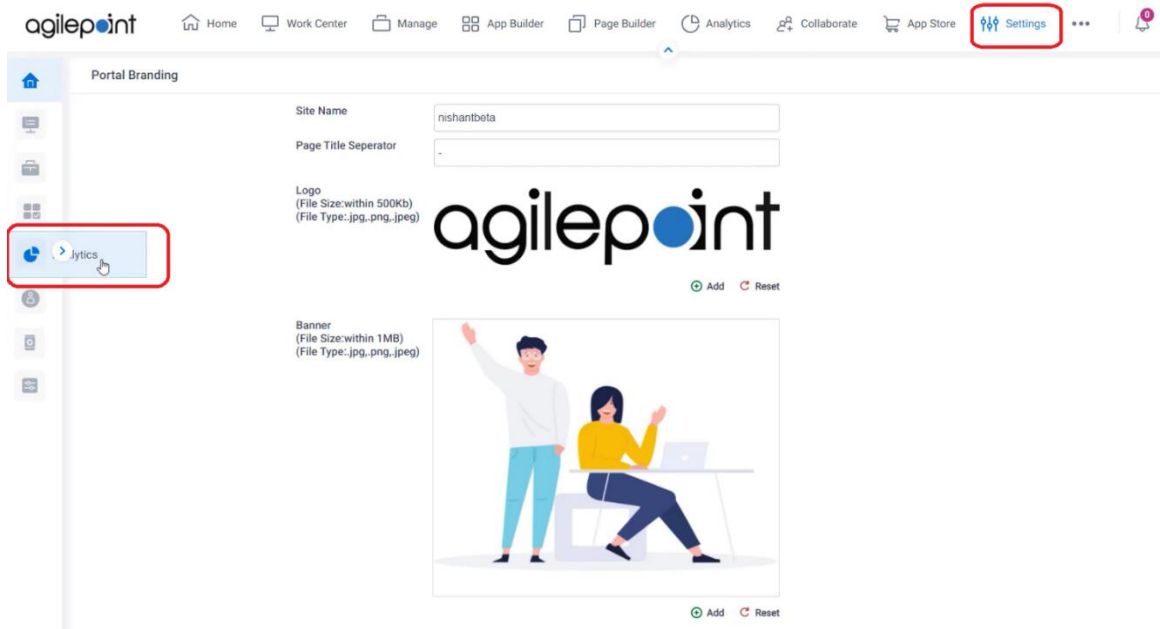 agilepoint
Home Work Center Manage App Builder Page Builder Analytics Collaborate App Store Settings
0
Portal Branding
Site Name
nishantbeta
Page Title Seperator
-
Logo
(File Size:within 500Kb)
(File Type:.jpg,.png,.jpeg)
agilepoint
Add Reset
lytics
Banner
(File Size:within 1MB)
(File Type:.jpg,.png,.jpeg)
Add Reset